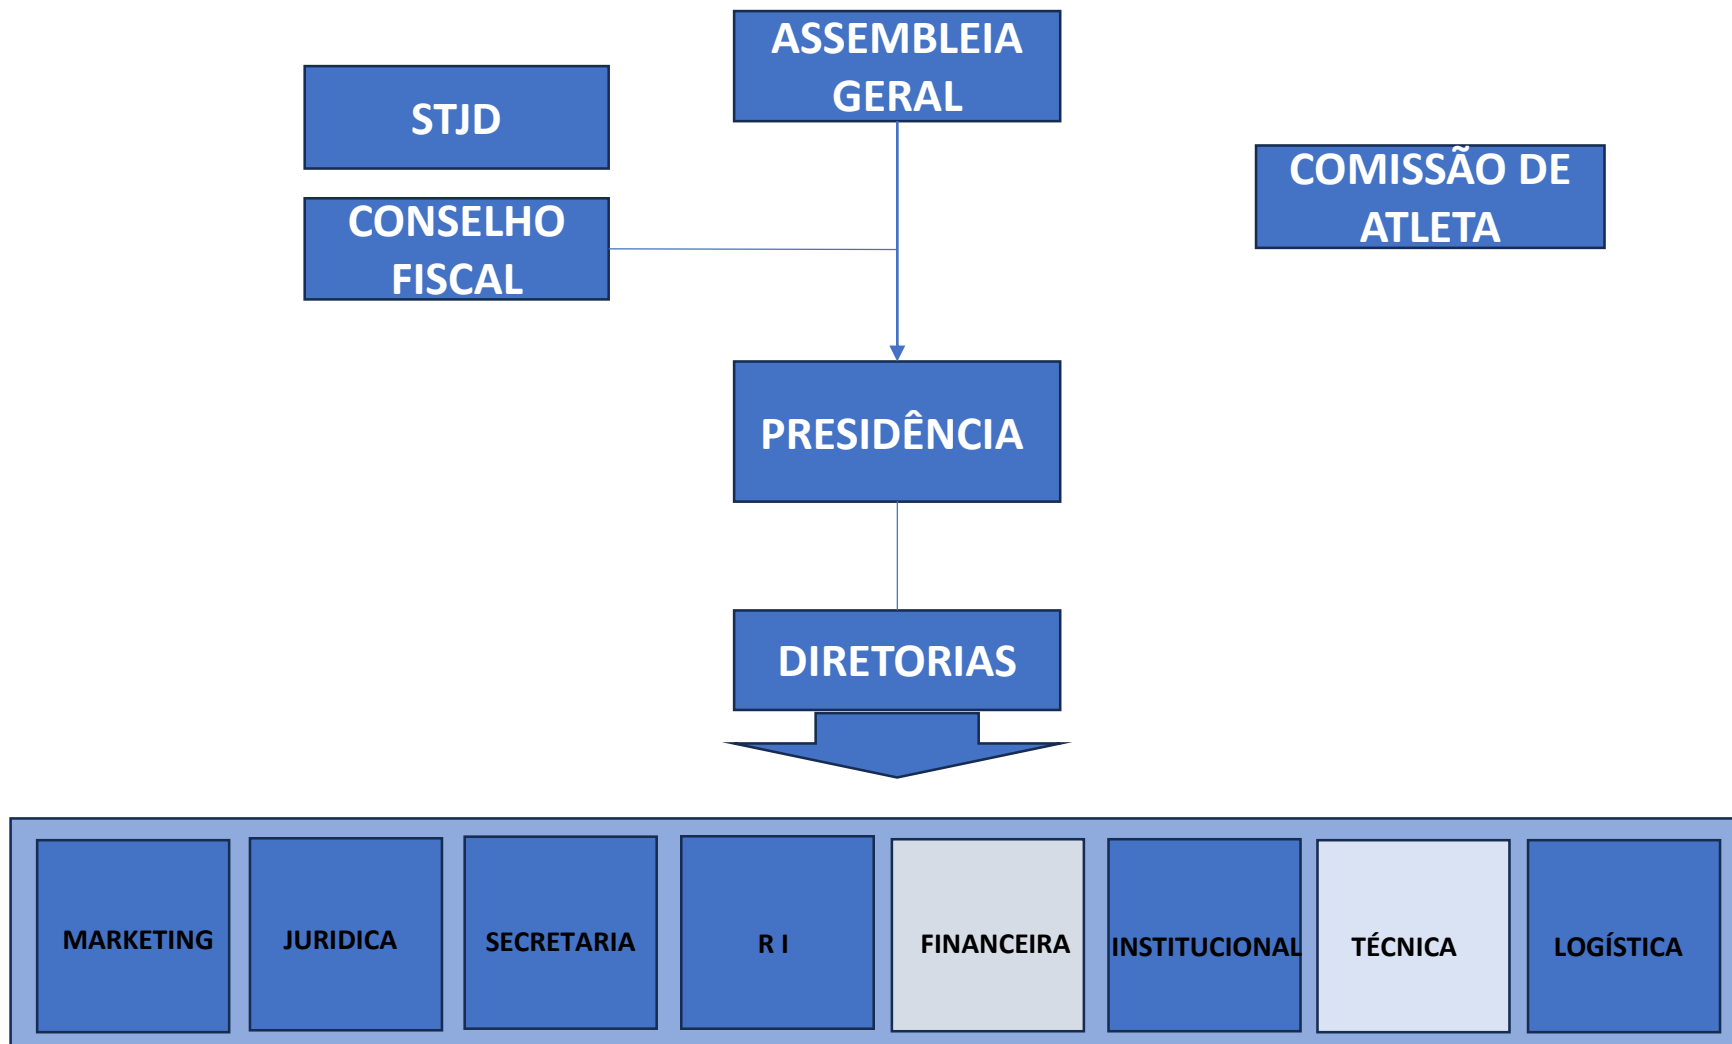 ASSEMBLEIA
GERAL
STJD
COMISSÃO DE
ATLETA
CONSELHO
FISCAL
PRESIDÊNCIA
DIRETORIAS
MARKETING
JURIDICA
SECRETARIA
R I
FINANCEIRA
INSTITUCIONAL
TÉCNICA
LOGÍSTICA